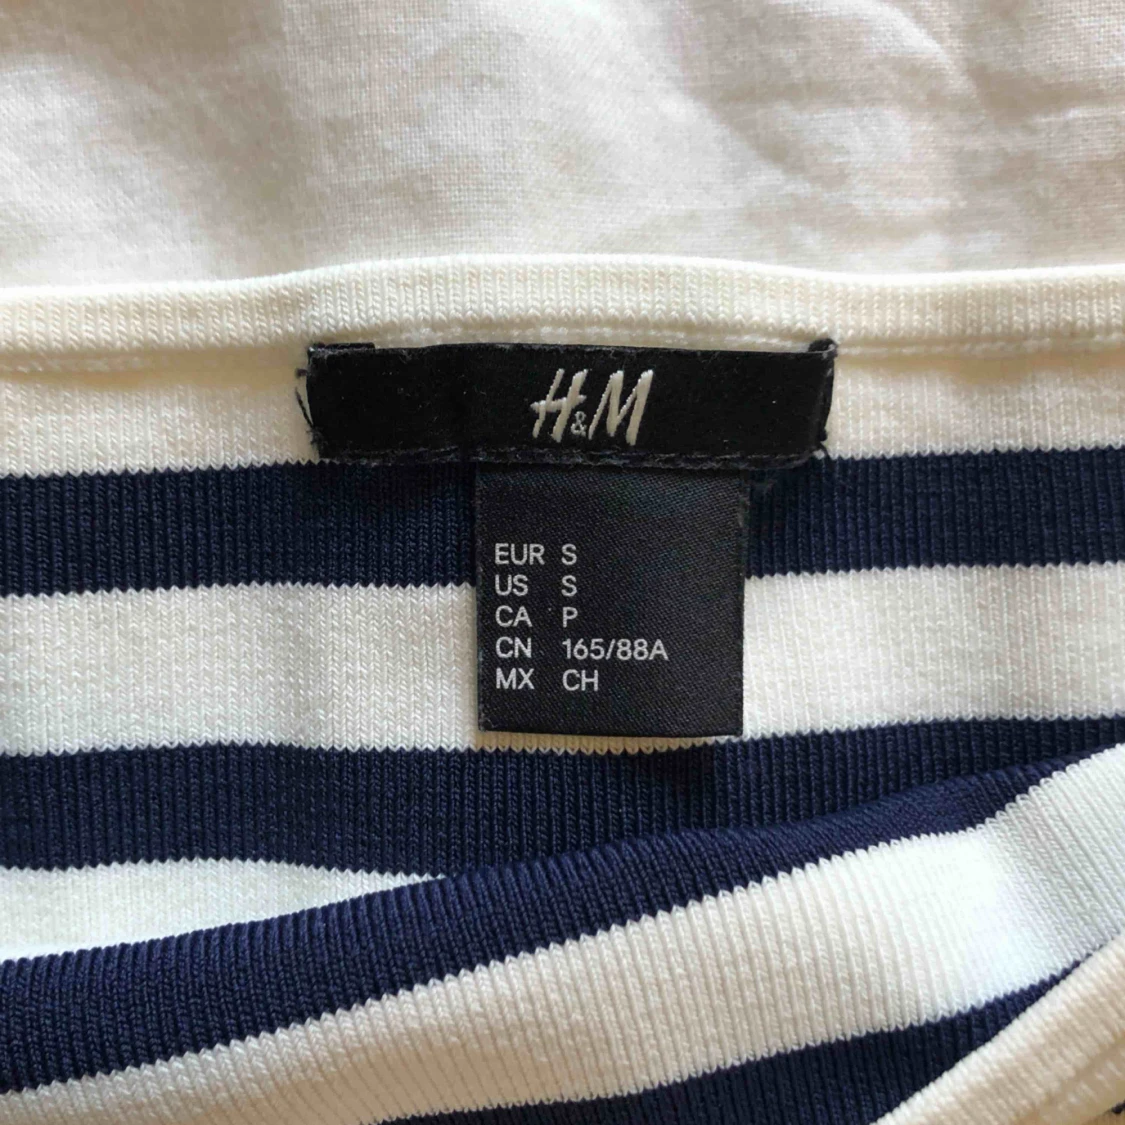 H&M
EUR S
US S
CA P
CN 165/88A
MX CH